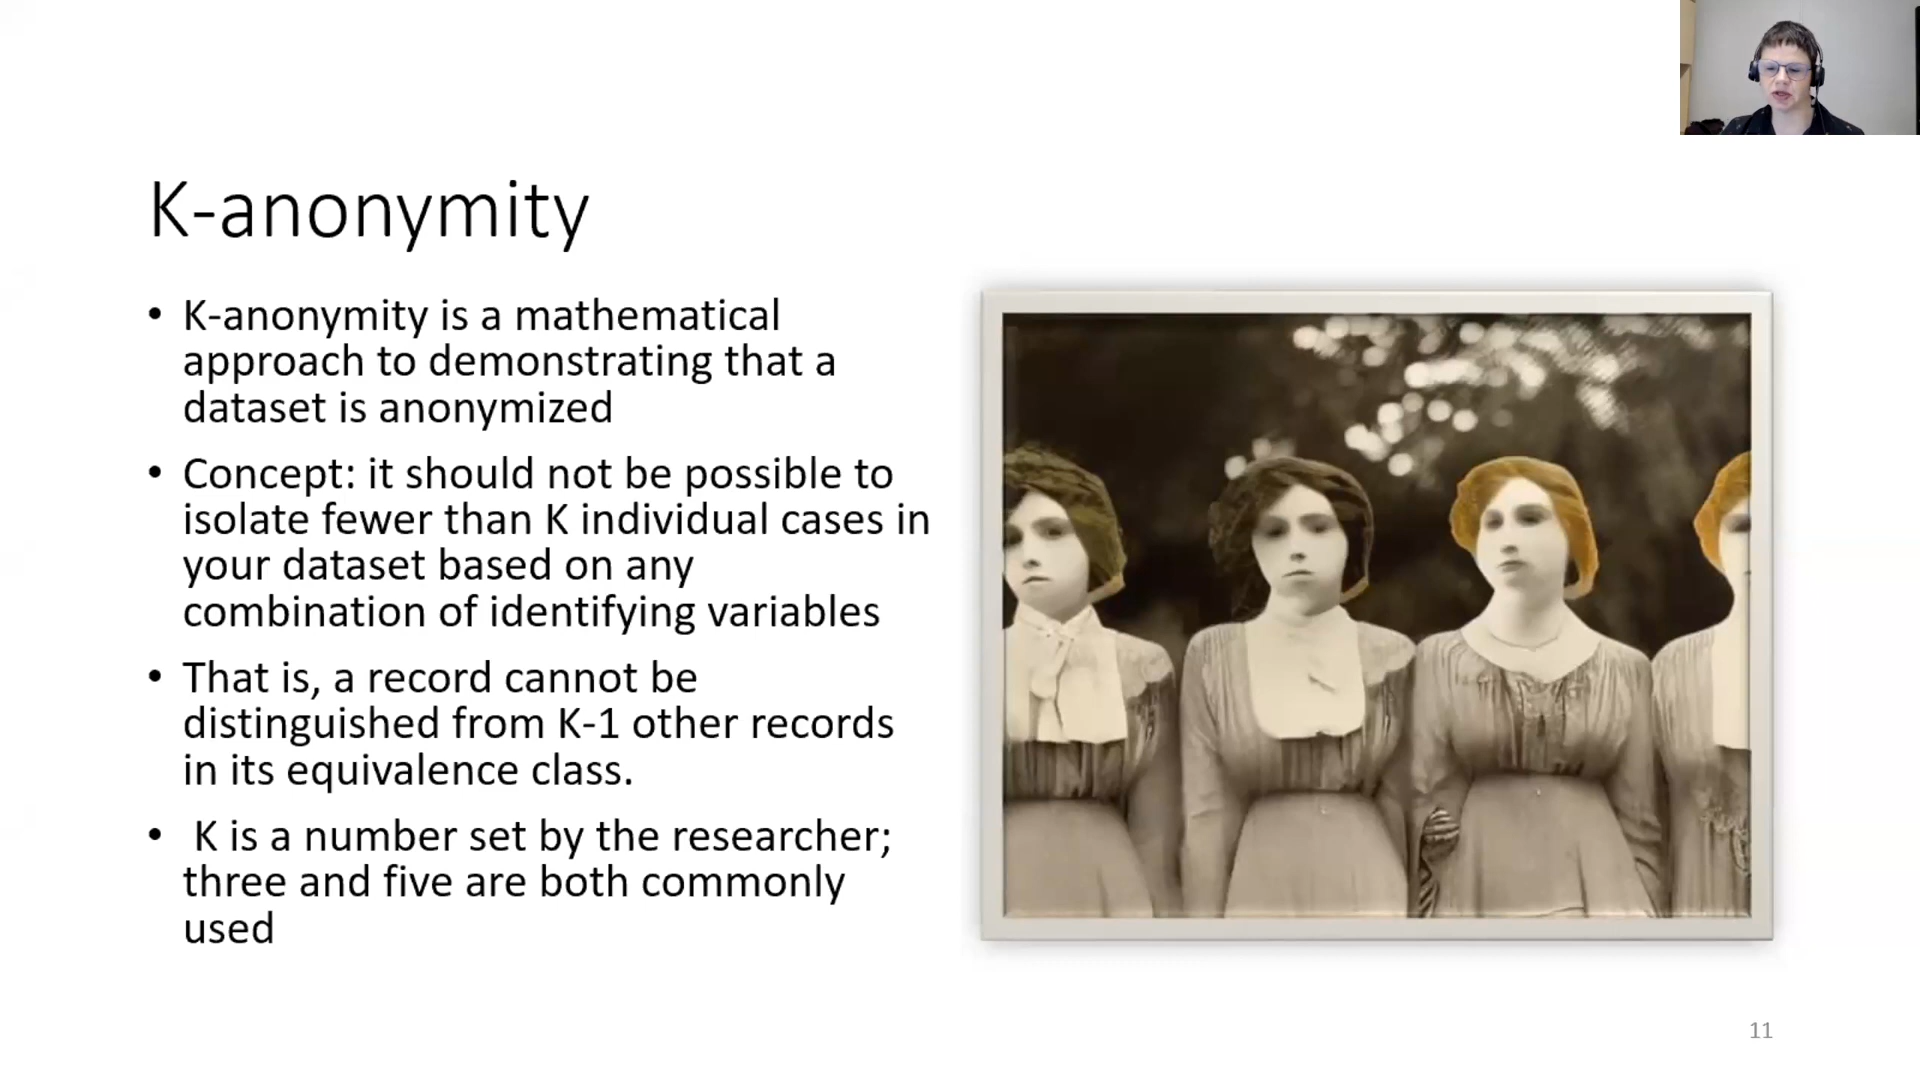 K-anonymity
• K-anonymity is a mathematical
approach to demonstrating that a
dataset is anonymized
• Concept: it should not be possible to
isolate fewer than K individual cases in
your dataset based on any
combination of identifying variables
• That is, a record cannot be
distinguished from K-1 other records
in its equivalence class.
• K is a number set by the researcher;
three and five are both commonly
used
11